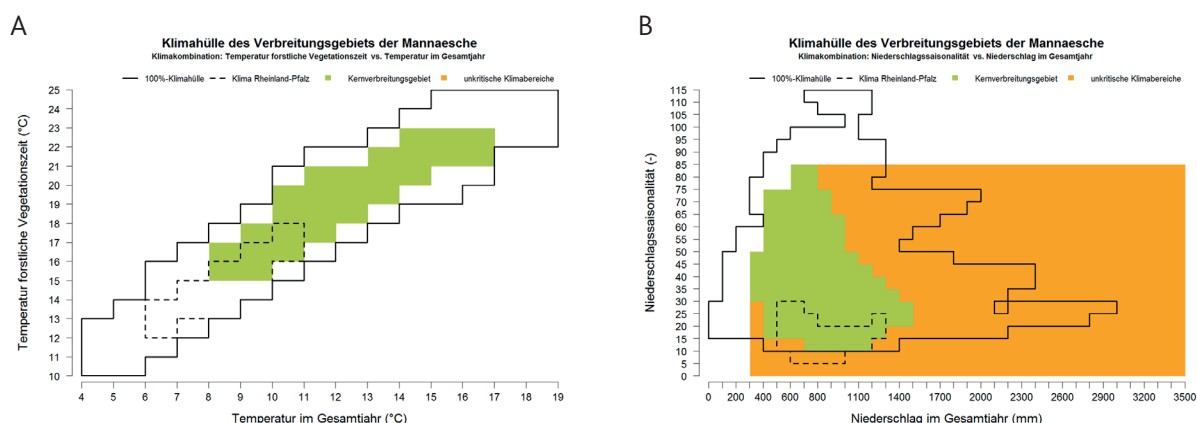 A
Klimahülle des Verbreitungsgebiets der Mannaesche
Klimakombination: Temperatur forstliche Vegetationszeit vs. Temperatur im Gesamtjahr
100%-Klimahülle Klima Rheinland-Pfalz Kernverbreitungsgebiet unkritische Klimabereiche
Temperatur forstliche Vegetationszeit (°C)
25
24
23
22
21
20
19
18
17
16
15
14
13
12
11
10
4 5 6 7 8 9 10 11 12 13 14 15 16 17 18 19
Temperatur im Gesamtjahr (°C)
B
Klimahülle des Verbreitungsgebiets der Mannaesche
Klimakombination: Niederschlagssaisonalität vs. Niederschlag im Gesamtjahr
100%-Klimahülle Klima Rheinland-Pfalz Kernverbreitungsgebiet unkritische Klimabereiche
Niederschlagssaisonalität (-)
115
105
100
95
90
85
80
75
65
60
55
50
45
40
35
30
25
20
15
10
5
0
0 200 400 600 800 1100 1400 1700 2000 2300 2600 2900 3500
Niederschlag im Gesamtjahr (mm)